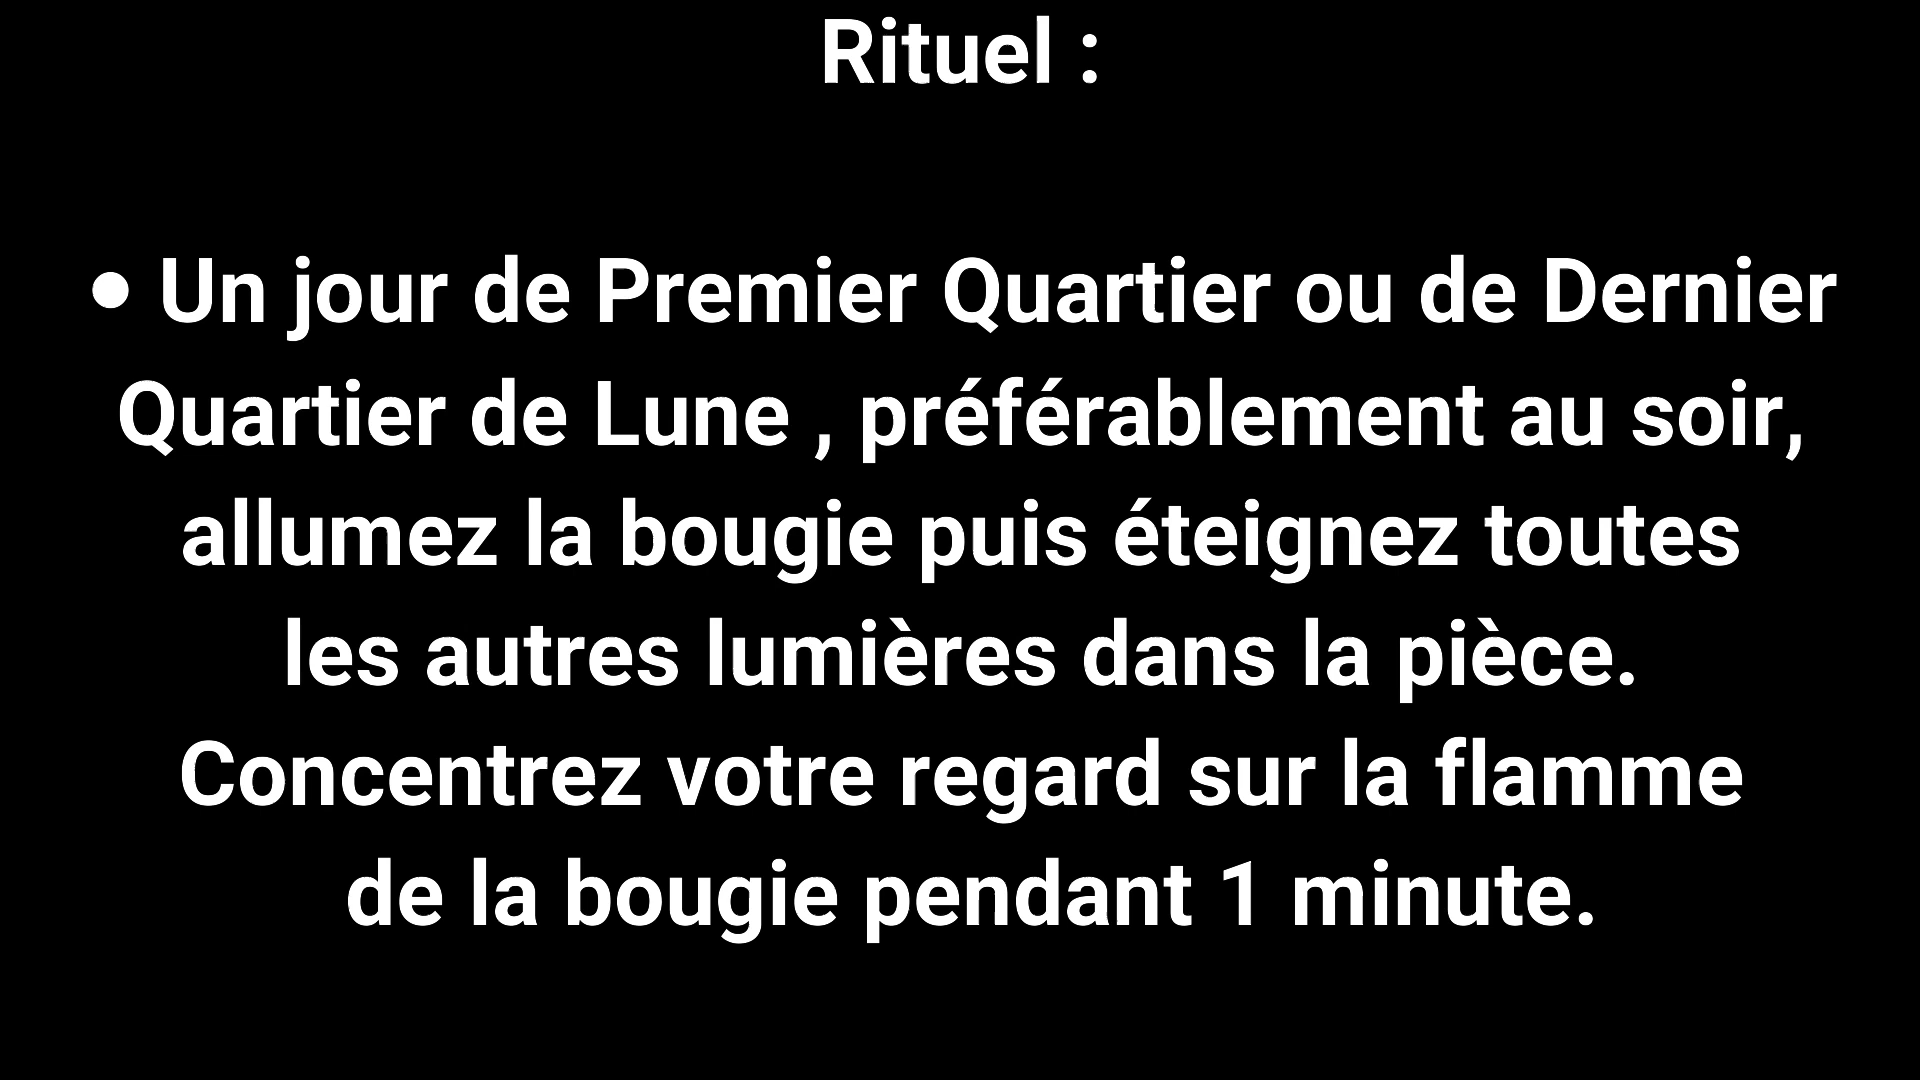 Rituel :
• Un jour de Premier Quartier ou de Dernier
Quartier de Lune , préférablement au soir,
allumez la bougie puis éteignez toutes
les autres lumières dans la pièce.
Concentrez votre regard sur la flamme
de la bougie pendant 1 minute.